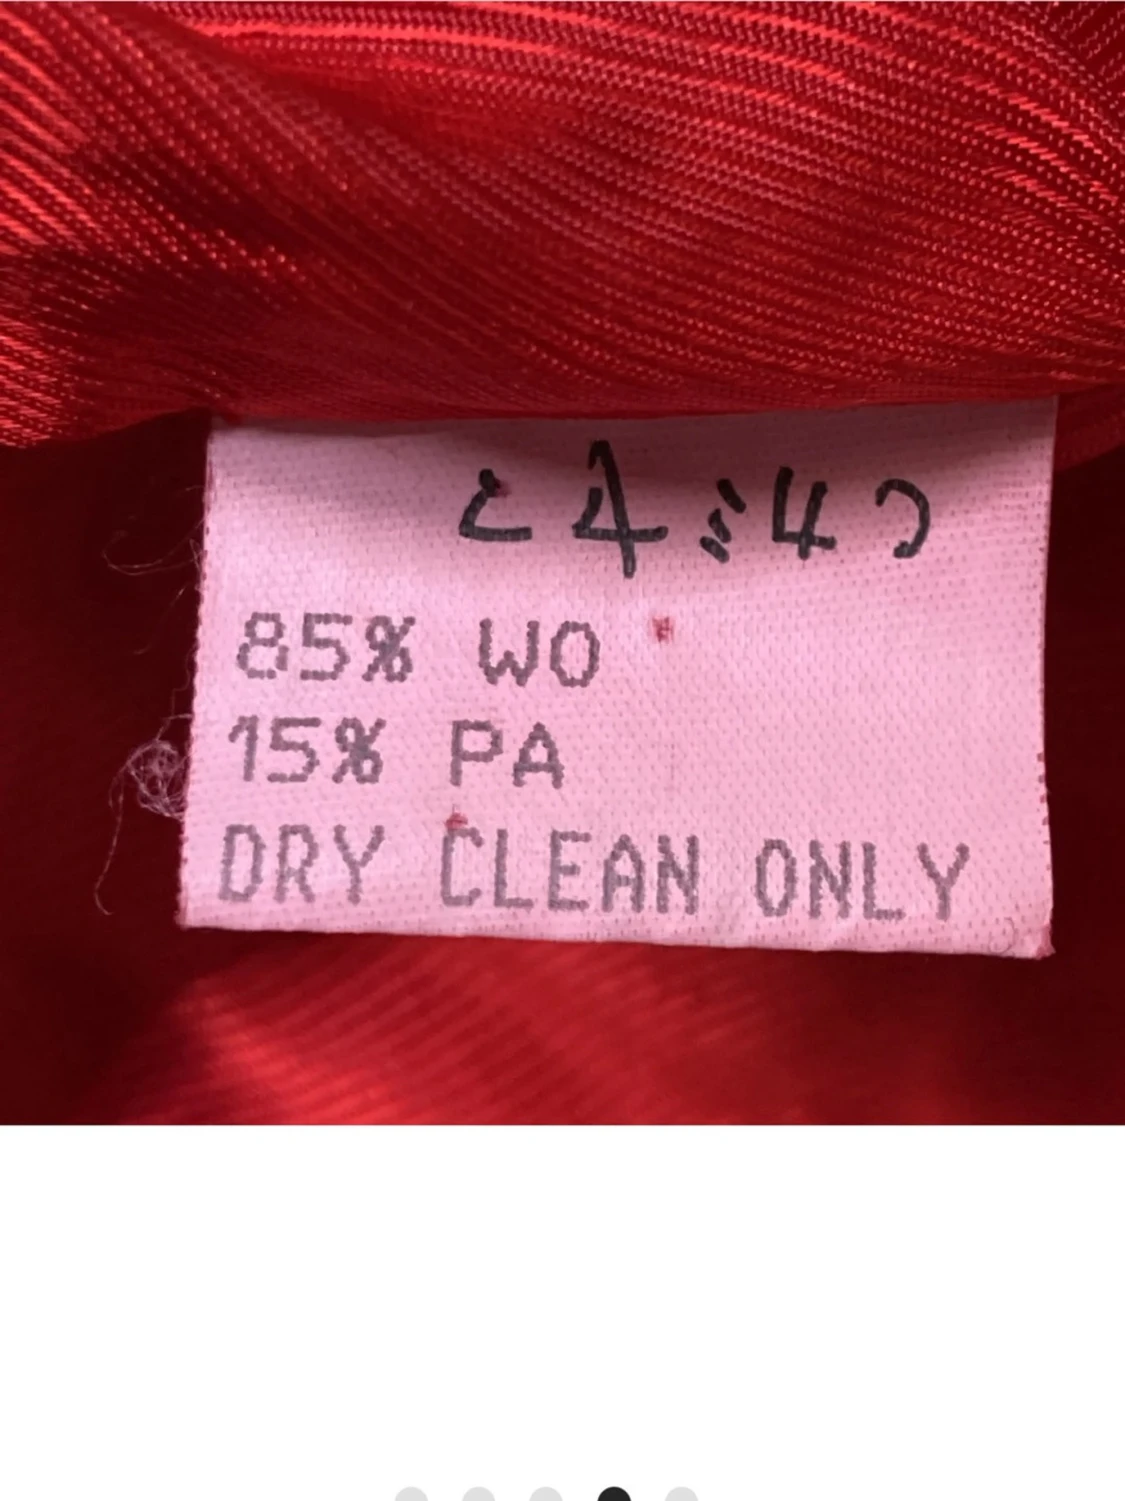 85% WO
15% PA
DRY CLEAN ONLY